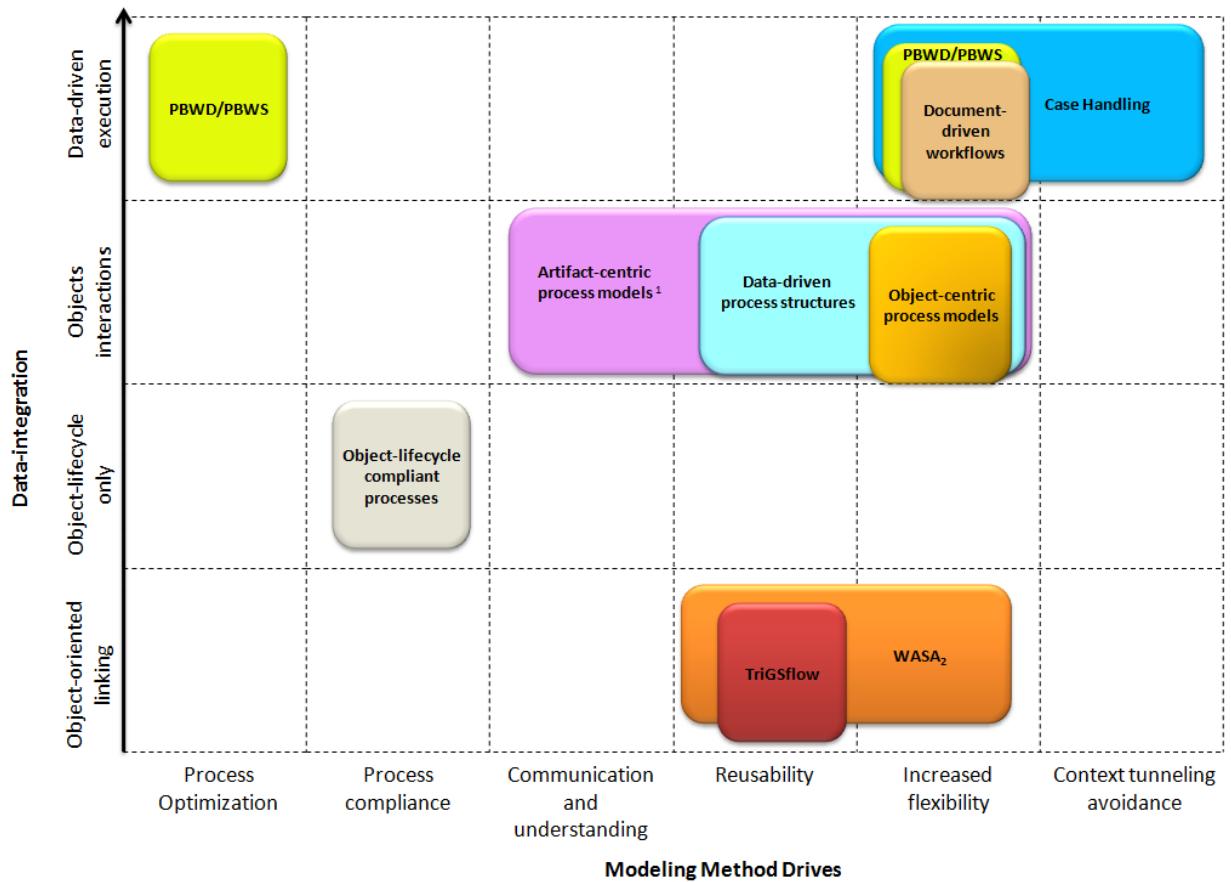 Data-integration
Data-driven
execution
PBWD/PBWS
PBWD/PBWS
Document-
driven
workflows
Case Handling
Objects
interactions
Artifact-centric
process models 1
Data-driven
process structures
Object-centric
process models
Object-lifecycle
only
Object-lifecycle
compliant
processes
Object-oriented
linking
TriGSflow
WASA2
Process
Optimization
Process
compliance
Communication
and
understanding
Reusability
Increased
flexibility
Context tunneling
avoidance
Modeling Method Drives